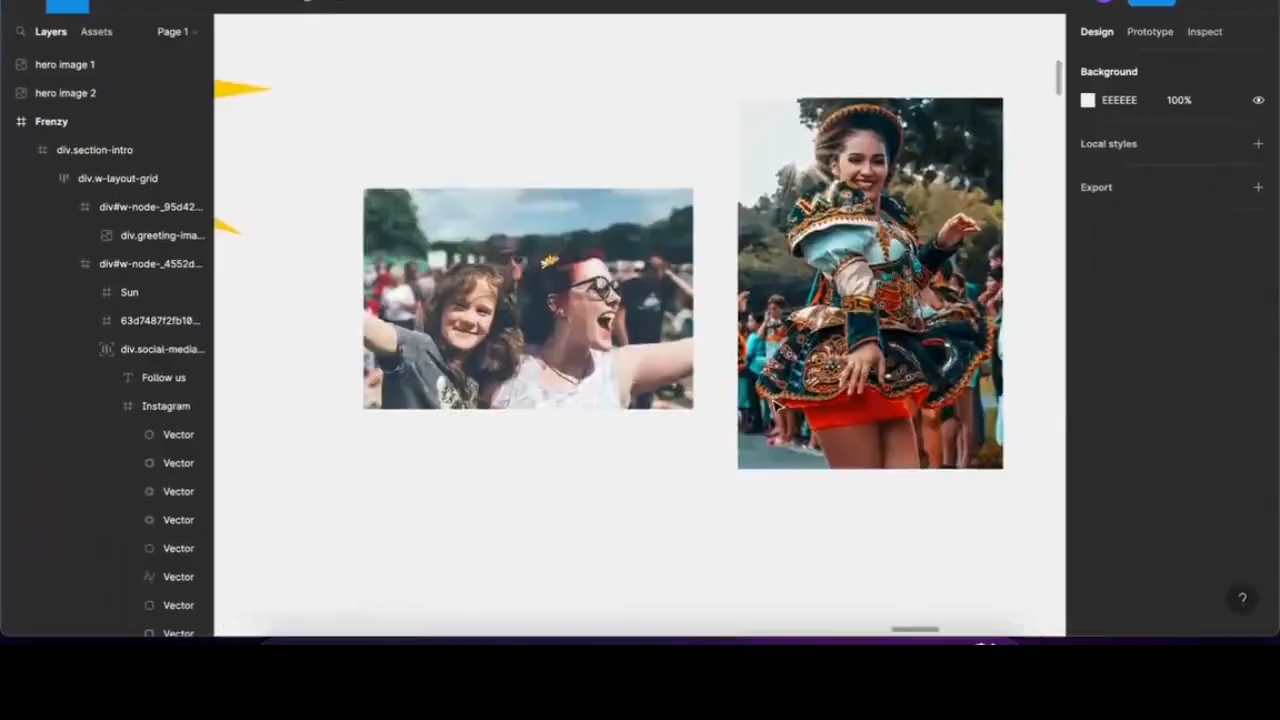 Layers Assets Page 1
hero image 1
hero image 2
Frenzy
div.section-intro
div.w-layout-grid
div#w-node-_95d42...
div.greeting-ima...
div#w-node-_4552d...
Sun
63d7487f2fb10...
div.social-media...
Follow us
Instagram
Vector
Vector
Vector
Vector
Vector
Vector
Vector
Vector
Design Prototype Inspect
Background
EEEEEE 100%
Local styles
Export
?